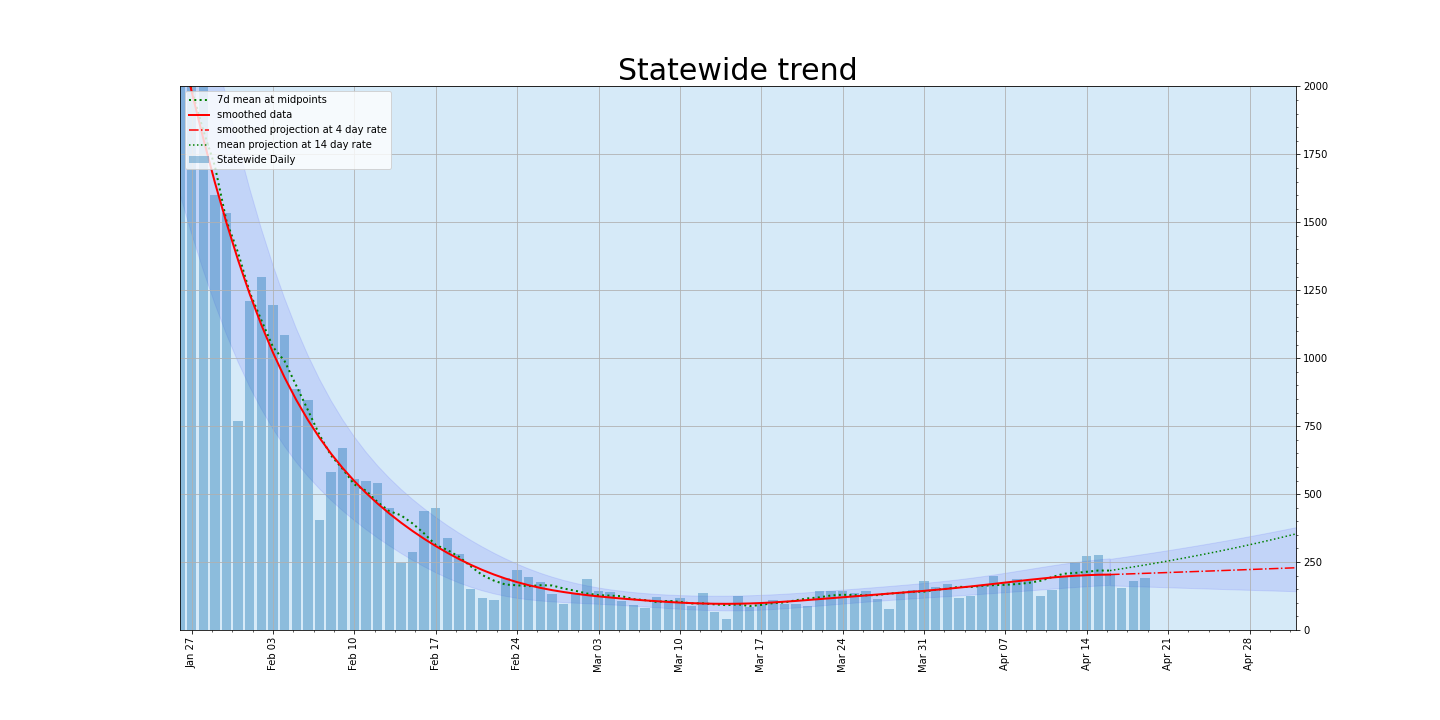 Statewide trend
7d mean at midpoints
smoothed data
smoothed projection at 4 day rate
mean projection at 14 day rate
Statewide Daily
2000
1750
1500
1250
1000
750
500
250
0
Jan 27
Feb 03
Feb 10
Feb 17
Feb 24
Mar 03
Mar 10
Mar 17
Mar 24
Mar 31
Apr 07
Apr 14
Apr 21
Apr 28